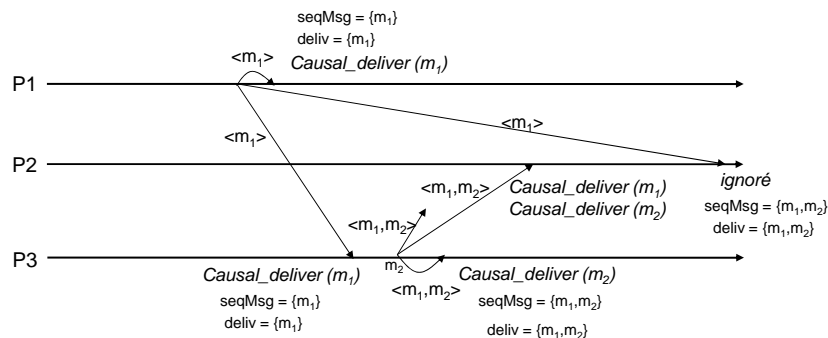 seqMsg = {m₁}
deliv = {m₁}
<m₁>
Causal_deliver (m₁)
P1
<m₁>
<m₁>
P2
ignoré
<m₁,m₂>
Causal_deliver (m₁)
Causal_deliver (m₂)
seqMsg = {m₁,m₂}
deliv = {m₁,m₂}
<m₁,m₂>
P3
m₂
Causal_deliver (m₁)
<m₁,m₂>
Causal_deliver (m₂)
seqMsg = {m₁}
deliv = {m₁}
seqMsg = {m₁,m₂}
deliv = {m₁,m₂}